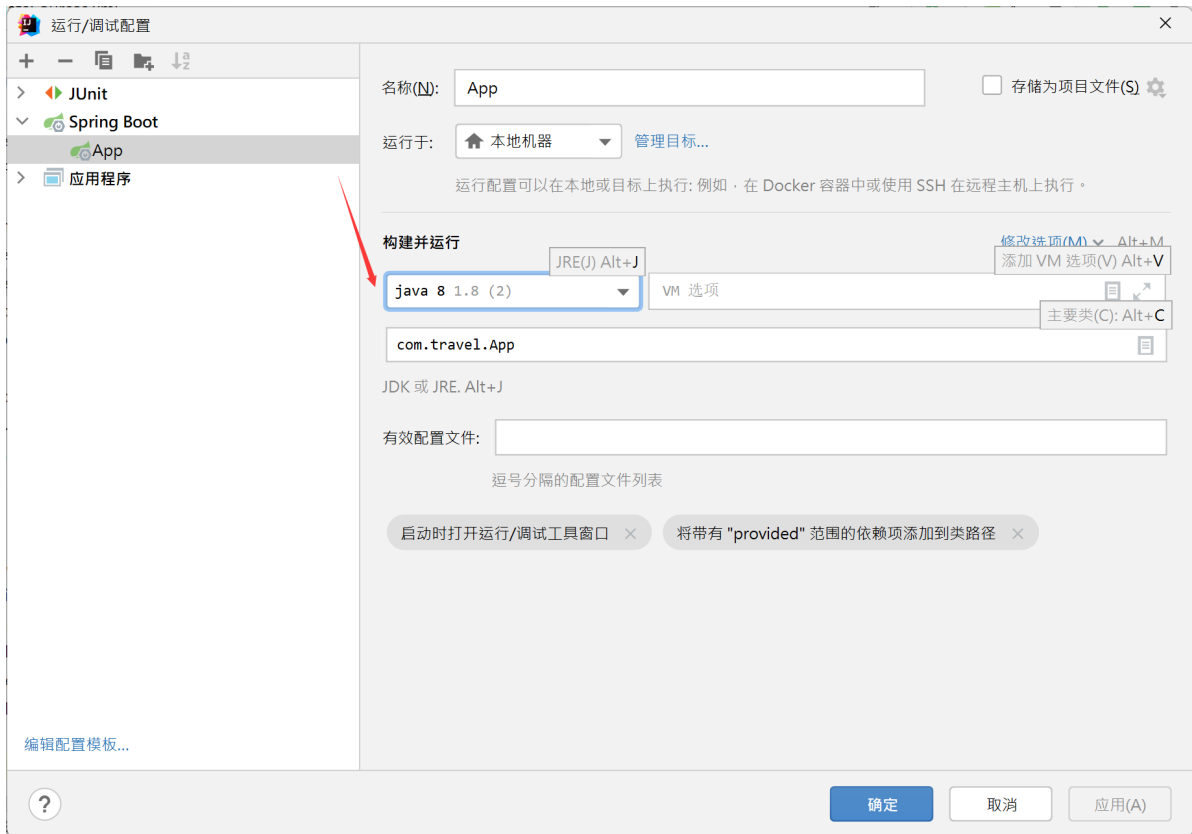 运行/调试配置
JUnit
Spring Boot
App
应用程序
编辑配置模板...
名称(N):
App
存储为项目文件(S)
运行于:
本地机器
管理目标...
运行配置可以在本地或目标上执行: 例如，在 Docker 容器中或使用 SSH 在远程主机上执行。
构建并运行
修改选项(M) Alt+M
JRE(J) Alt+J
添加 VM 选项(V) Alt+V
java 8 1.8 (2)
VM 选项
主要类(C): Alt+C
com.travel.App
JDK 或 JRE. Alt+J
有效配置文件:
逗号分隔的配置文件列表
启动时打开运行/调试工具窗口
将带有 "provided" 范围的依赖项添加到类路径
?
确定
取消
应用(A)